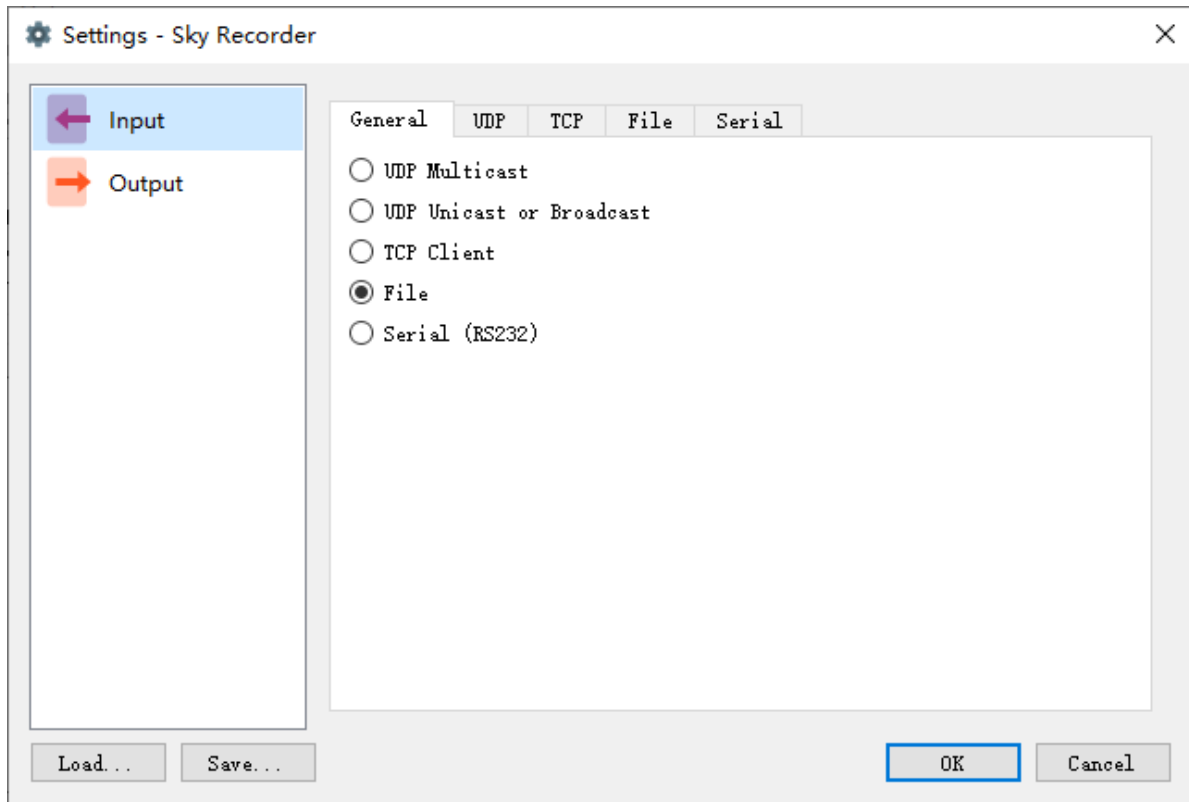 Settings - Sky Recorder
Input
Output
General UDP TCP File Serial
UDP Multicast
UDP Unicast or Broadcast
TCP Client
File
Serial (RS232)
Load... Save... OK Cancel